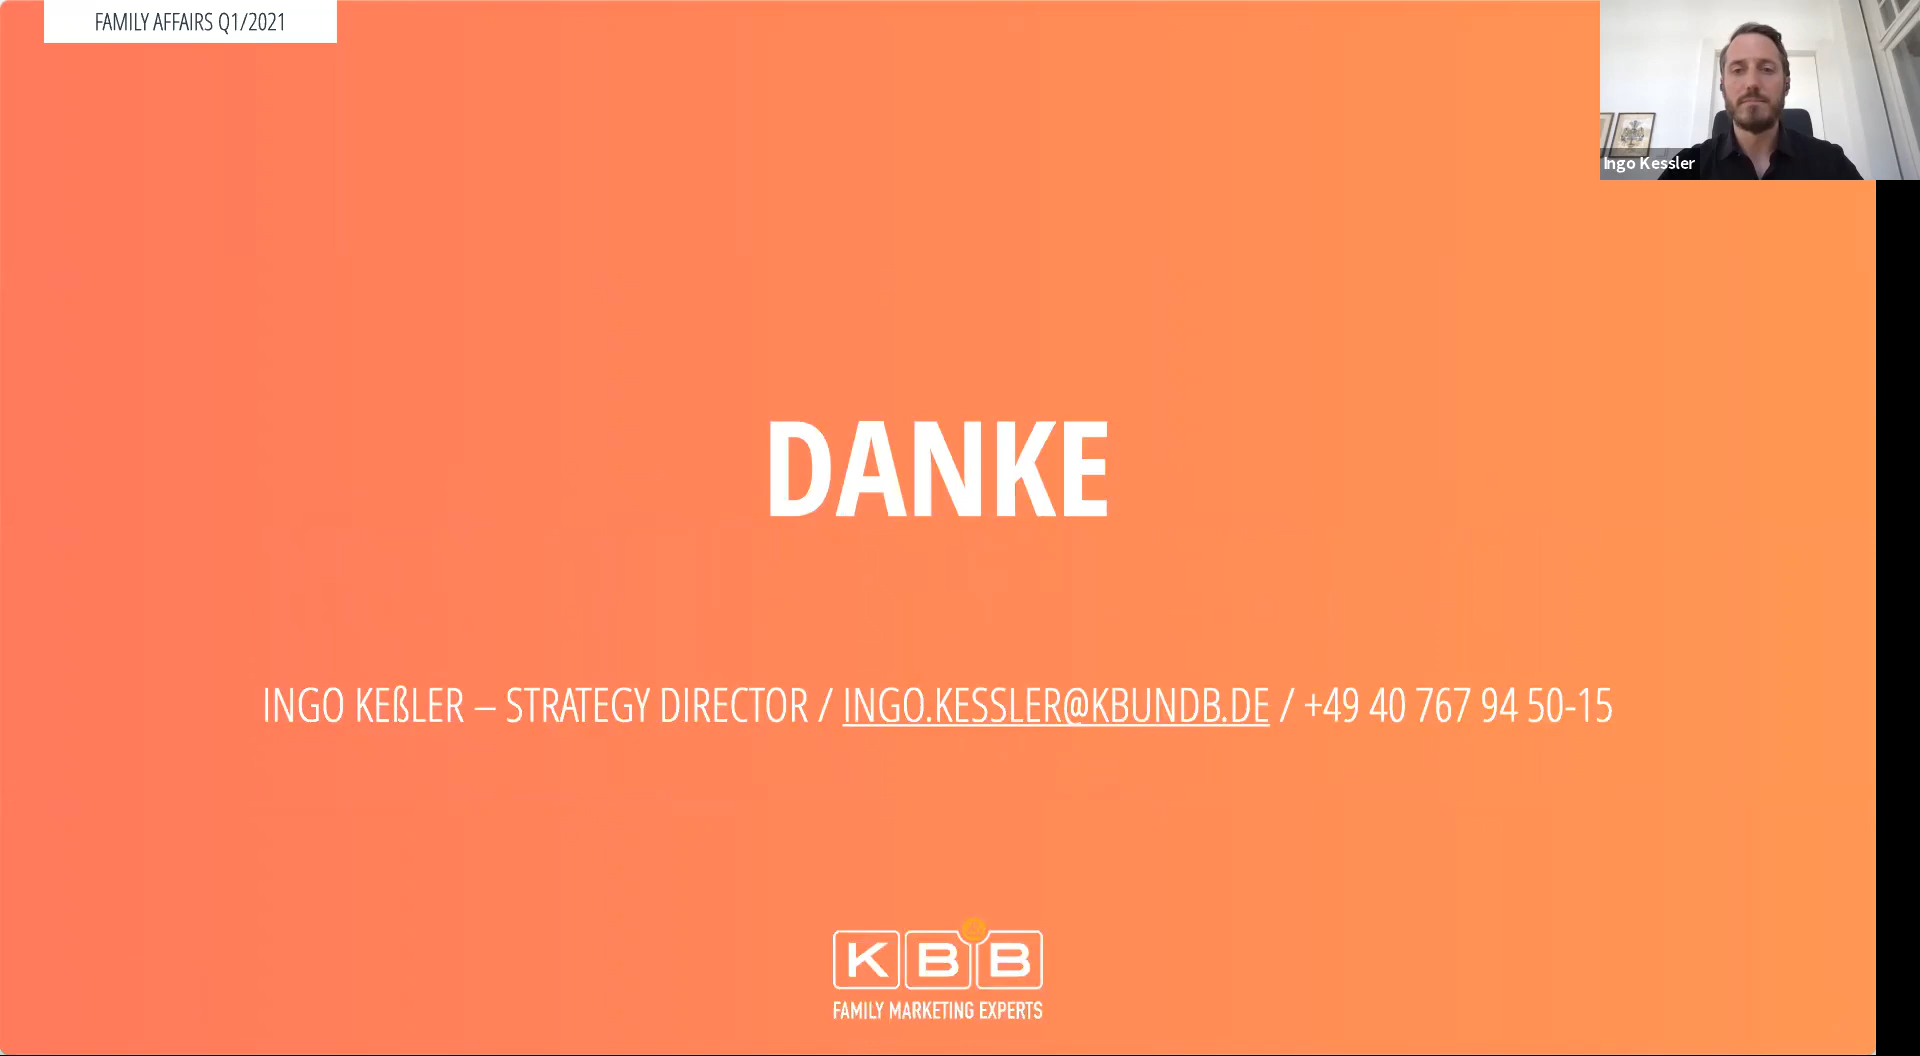 FAMILY AFFAIRS Q1/2021
Ingo Kessler
DANKE
INGO KEßLER – STRATEGY DIRECTOR / INGO.KESSLER@KBUNDB.DE / +49 40 767 94 50-15
KBB
FAMILY MARKETING EXPERTS